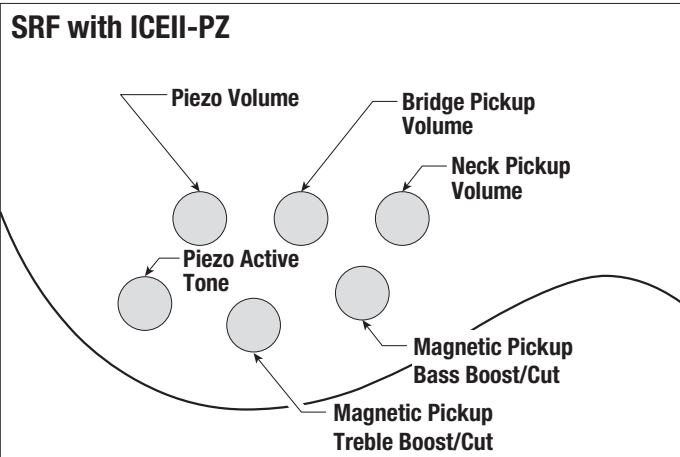 SRF with ICEII-PZ
Piezo Volume
Bridge Pickup
Volume
Neck Pickup
Volume
Piezo Active
Tone
Magnetic Pickup
Bass Boost/Cut
Magnetic Pickup
Treble Boost/Cut